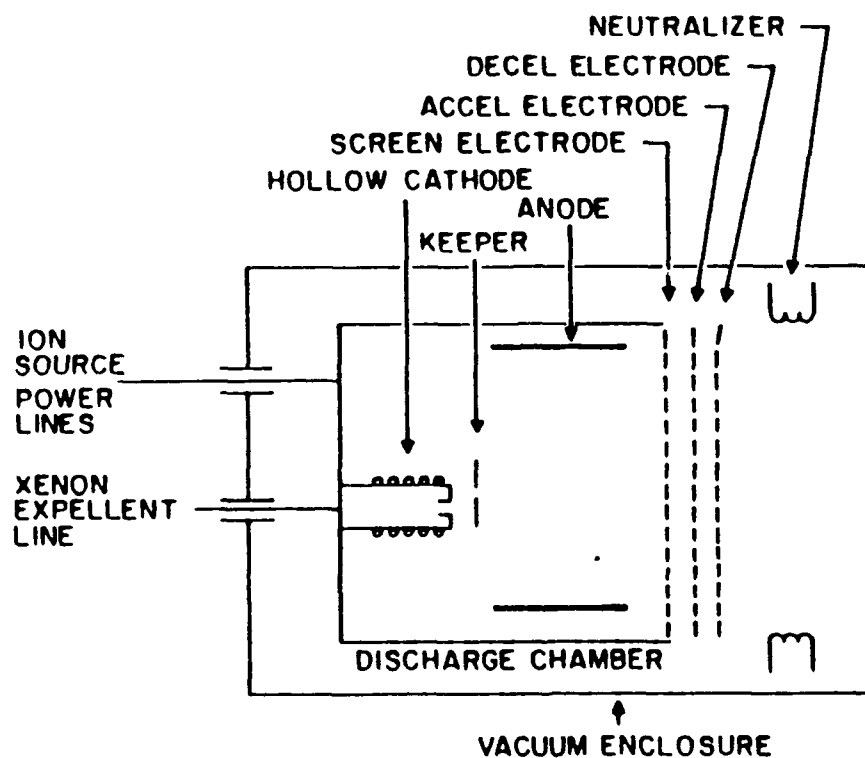 NEUTRALIZER
DECEL ELECTRODE
ACCEL ELECTRODE
SCREEN ELECTRODE
HOLLOW CATHODE
ANODE
KEEPER
ION
SOURCE
POWER
LINES
XENON
EXPELLENT
LINE
DISCHARGE CHAMBER
VACUUM ENCLOSURE